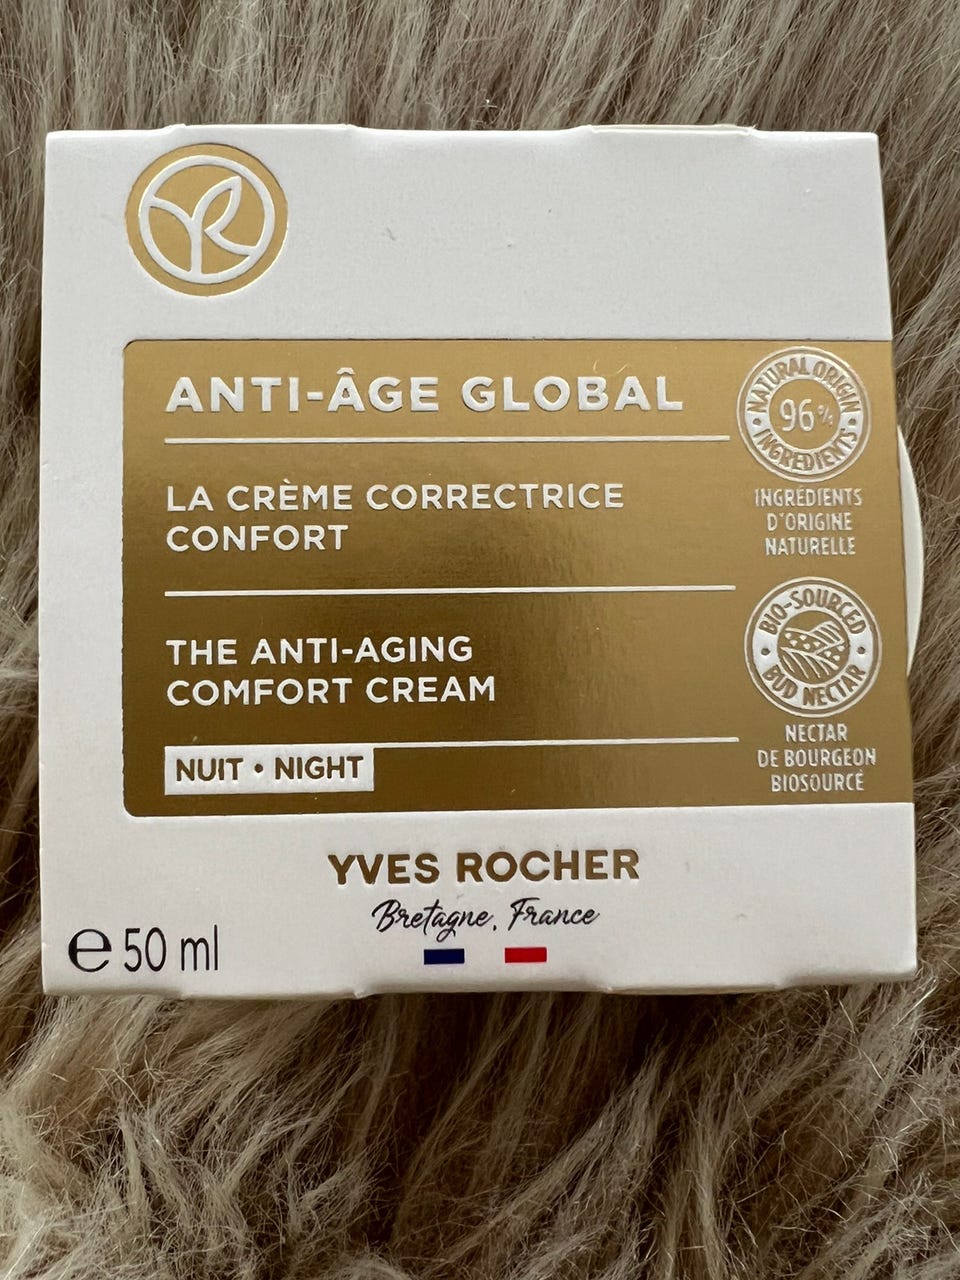 ANTI-ÂGE GLOBAL
LA CRÈME CORRECTRICE
CONFORT
THE ANTI-AGING
COMFORT CREAM
NUIT • NIGHT
NATURAL ORIGIN
96%
INGREDIENTS
INGRÉDIENTS
D'ORIGINE
NATURELLE
BIO-SOURCED
BUD NECTAR
NECTAR
DE BOURGEON
BIOSOURCÉ
YVES ROCHER
Bretagne, France
e 50 ml